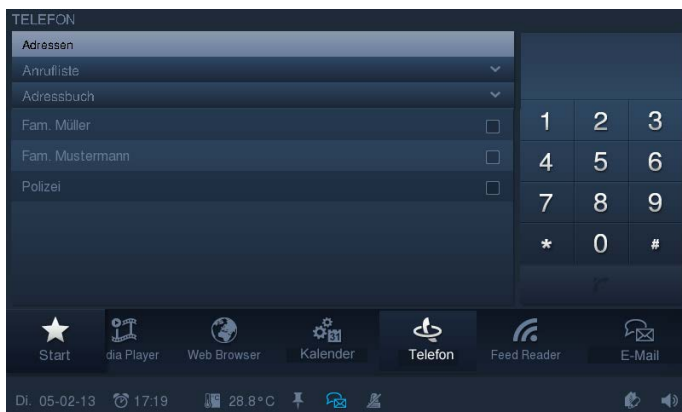 TELEFON
Adressen
Anrufliste
Adressbuch
Fam. Müller
Fam. Mustermann
Polizei
1 2 3
4 5 6
7 8 9
* 0 #
Start dia Player Web Browser Kalender Telefon Feed Reader E-Mail
31
Di. 05-02-13 17:19 28.8°C